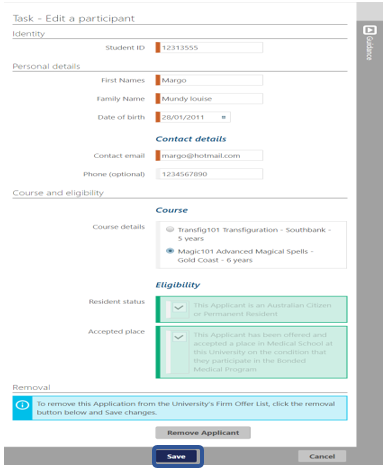 Task - Edit a participant
Guidance
Identity
Student ID 12313555
Personal details
First Names Margo
Family Name Mundy louise
Date of birth 28/01/2011
Contact details
Contact email margo@hotmail.com
Phone (optional) 1234567890
Course and eligibility
Course
Course details Transfig101 Transfiguration - Southbank -
5 years
Magic101 Advanced Magical Spells -
Gold Coast - 6 years
Eligibility
Resident status This Applicant is an Australian Citizen
or Permanent Resident
Accepted place This Applicant has been offered and
accepted a place in Medical School at
this University on the condition that
they participate in the Bonded
Medical Program
Removal
To remove this Application from the University's Firm Offer List, click the removal
button below and Save changes.
Remove Applicant
Save Cancel